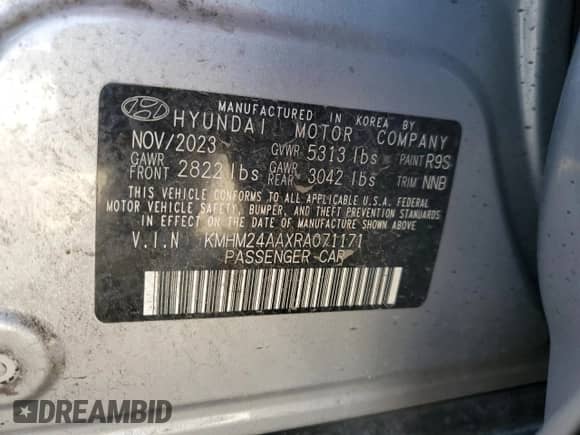 MANUFACTURED IN KOREA BY
HYUNDAI MOTOR COMPANY
NOV/2023 GVWR 5313 lbs PAINT R9S
GAWR FRONT 2822 lbs GAWR REAR 3042 lbs TRIM NNB
THIS VEHICLE CONFORMS TO ALL APPLICABLE U.S.A. FEDERAL
MOTOR VEHICLE SAFETY, BUMPER, AND THEFT PREVENTION STANDARDS
IN EFFECT ON THE DATE OF MANUFACTURE SHOWN ABOVE.
V.I.N KMHM24AAXRA071171
PASSENGER CAR
DREAMBID